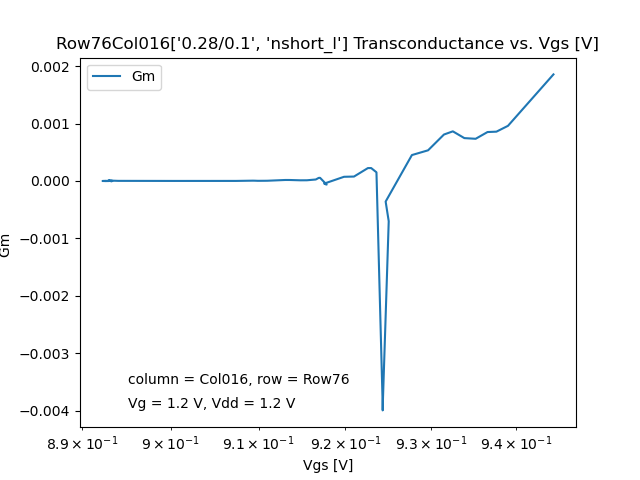 Row76Col016['0.28/0.1', 'nshort_l'] Transconductance vs. Vgs [V]
Gm
0.002
0.001
0.000
−0.001
−0.002
−0.003
−0.004
Gm
column = Col016, row = Row76
Vg = 1.2 V, Vdd = 1.2 V
8.9 × 10⁻¹ 9 × 10⁻¹ 9.1 × 10⁻¹ 9.2 × 10⁻¹ 9.3 × 10⁻¹ 9.4 × 10⁻¹
Vgs [V]